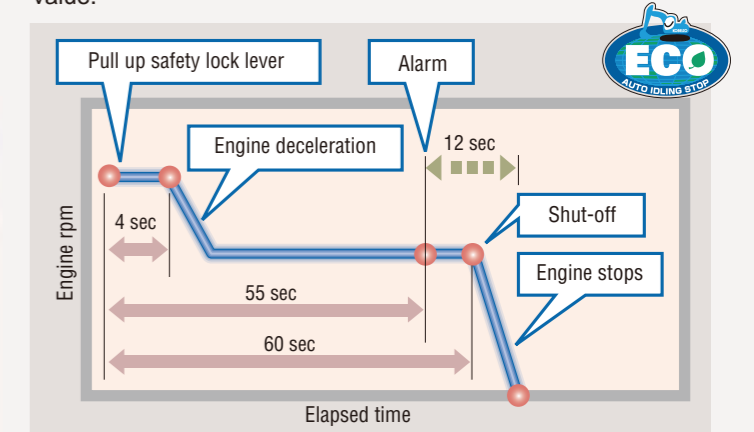 value.
Pull up safety lock lever
Alarm
ECO
AUTO IDLING STOP
Engine deceleration
12 sec
4 sec
Shut-off
Engine stops
55 sec
60 sec
Engine rpm
Elapsed time